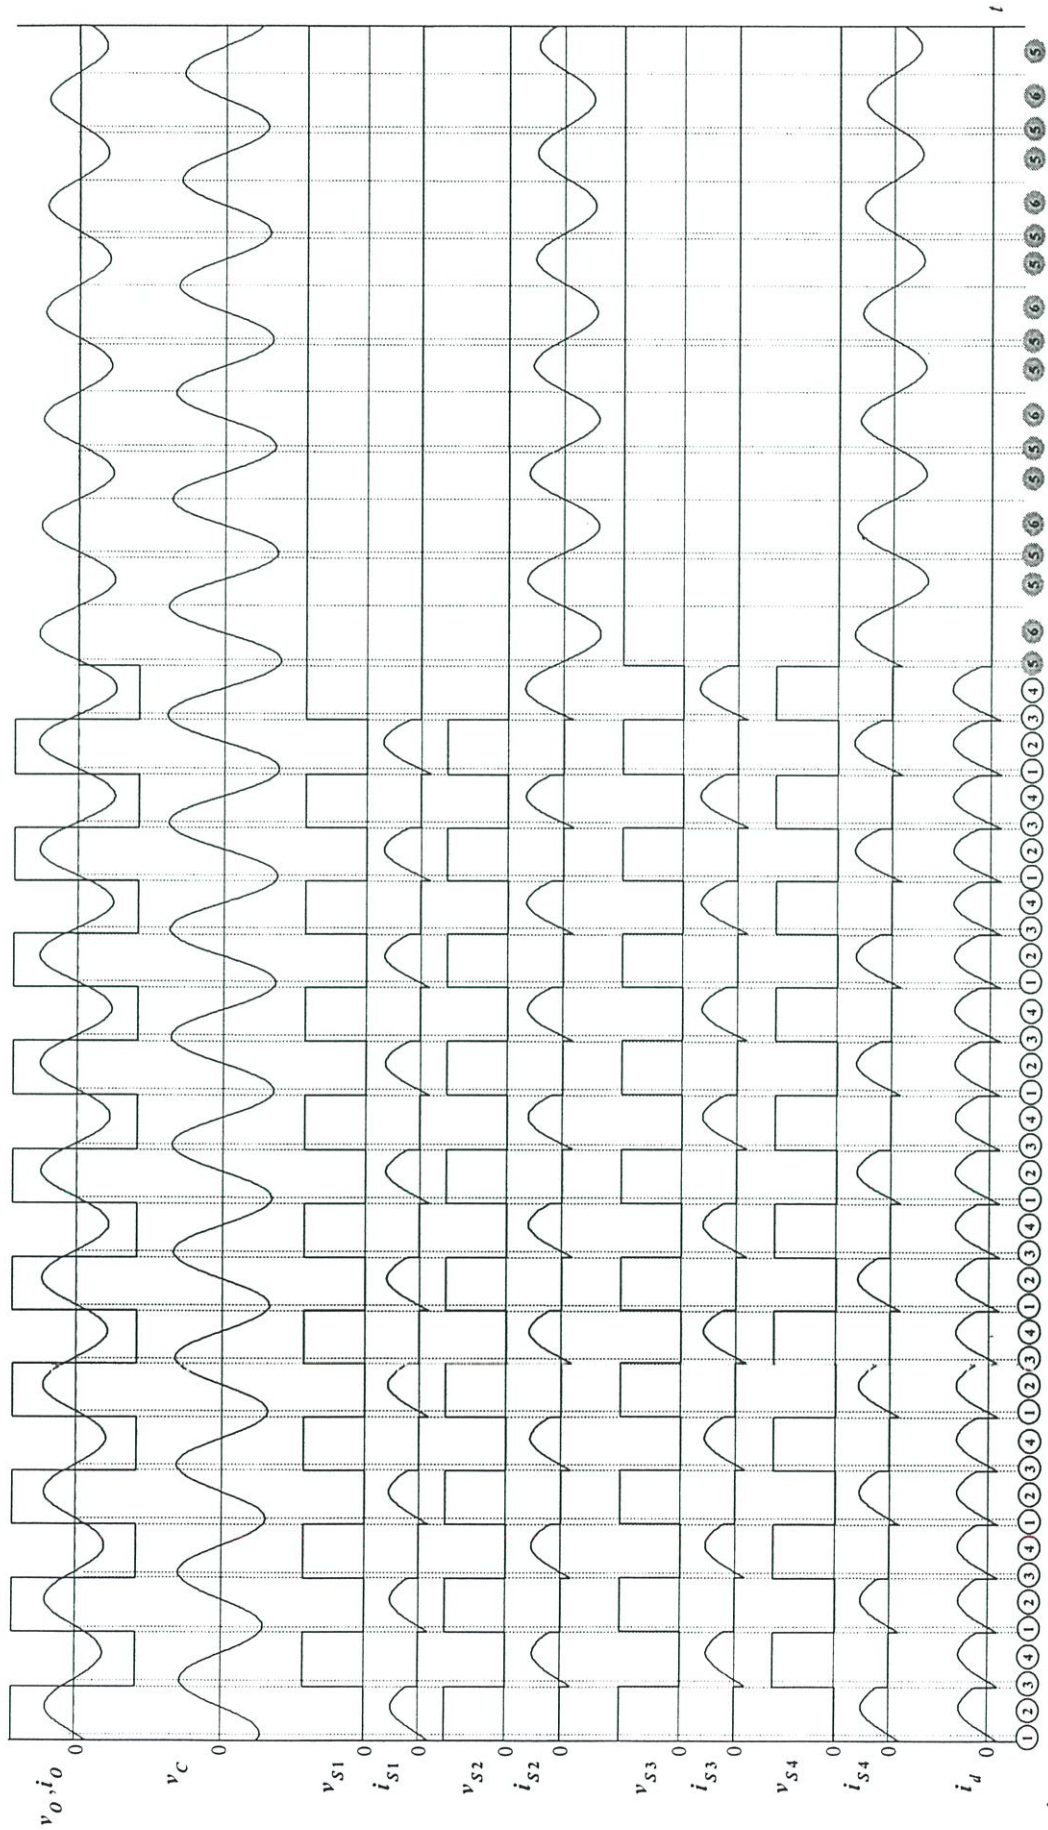 v_O, i_O 0
v_C 0
v_S1 0
i_S1 0
v_S2 0
i_S2 0
v_S3 0
i_S3 0
v_S4 0
i_S4 0
i_d 0
t
① ② ③ ④ ① ② ③ ④ ① ② ③ ④ ① ② ③ ④ ① ② ③ ④ ① ② ③ ④ ① ② ③ ④ ① ② ③ ④ ① ② ③ ④ ① ② ③ ④ 5 6 5 5 6 5 5 6 5 5 6 5 5 6 5 5 6 5